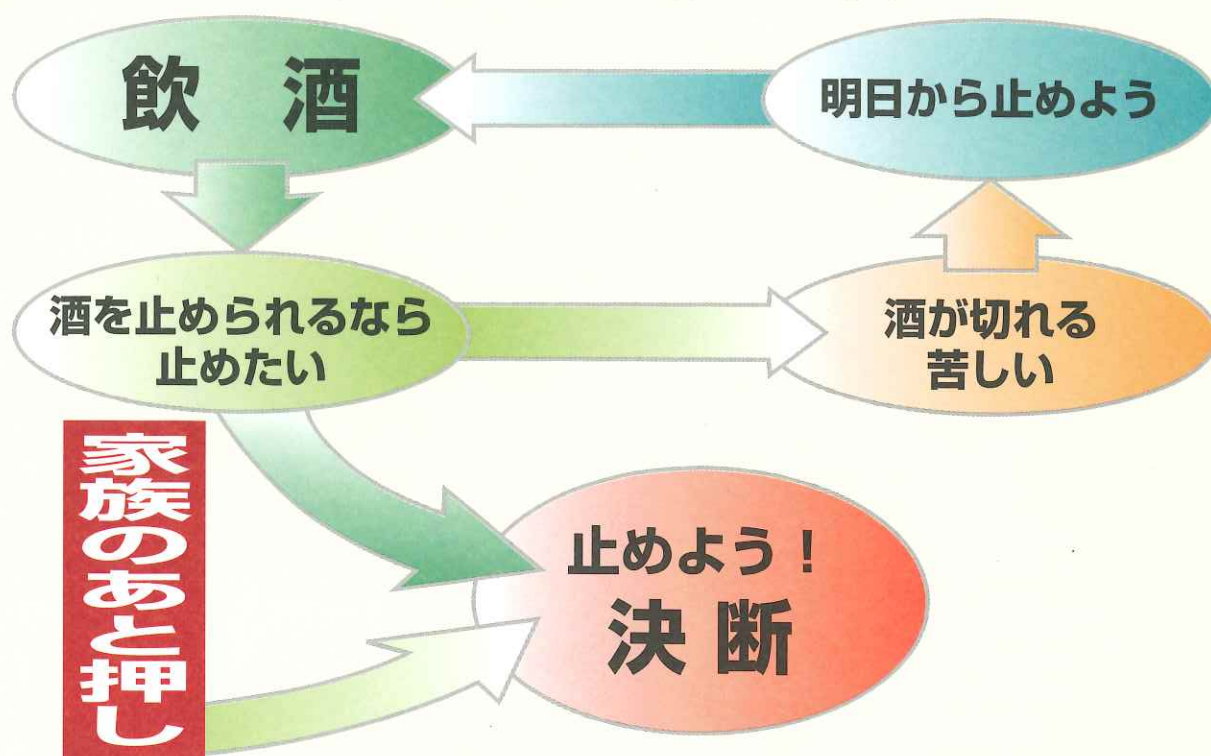 飲　酒
明日から止めよう
酒を止められるなら
止めたい
酒が切れる
苦しい
家族のあと押し
止めよう！
決 断